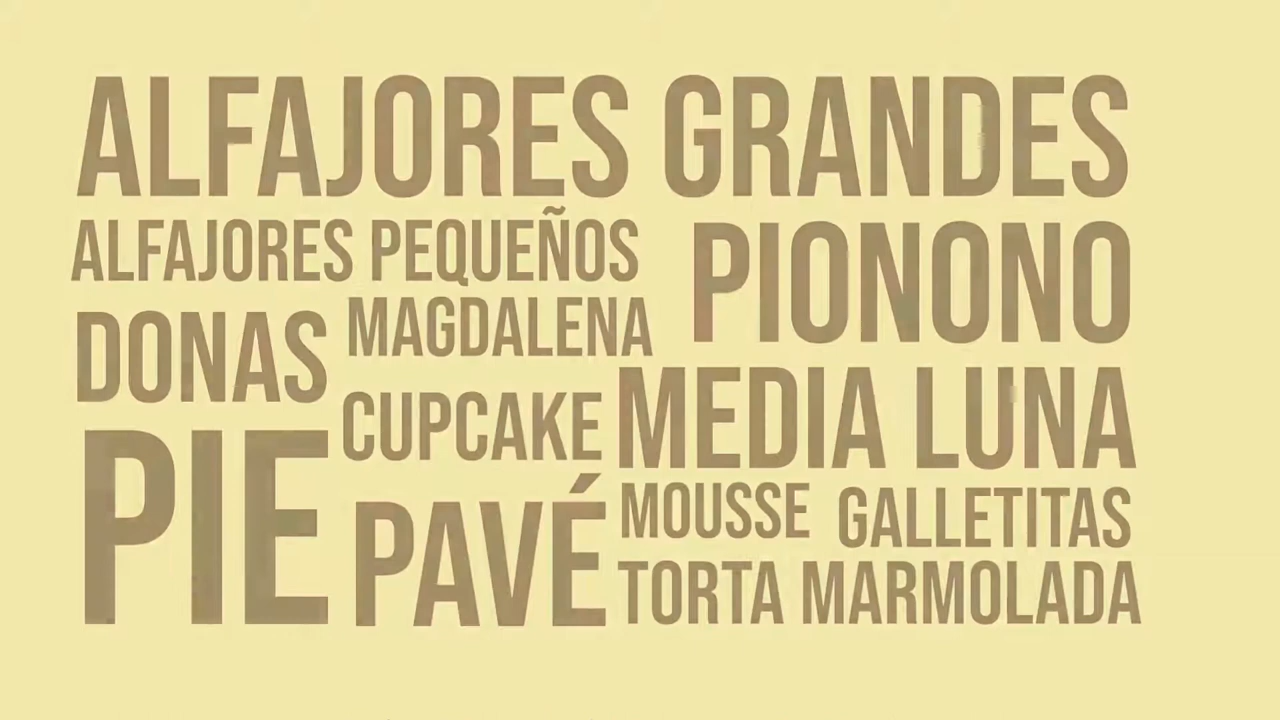 ALFAJORES GRANDES
ALFAJORES PEQUEÑOS
PIONONO
DONAS
MAGDALENA
CUPCAKE
MEDIA LUNA
PIE
PAVÉ
MOUSSE
GALLETITAS
TORTA MARMOLADA